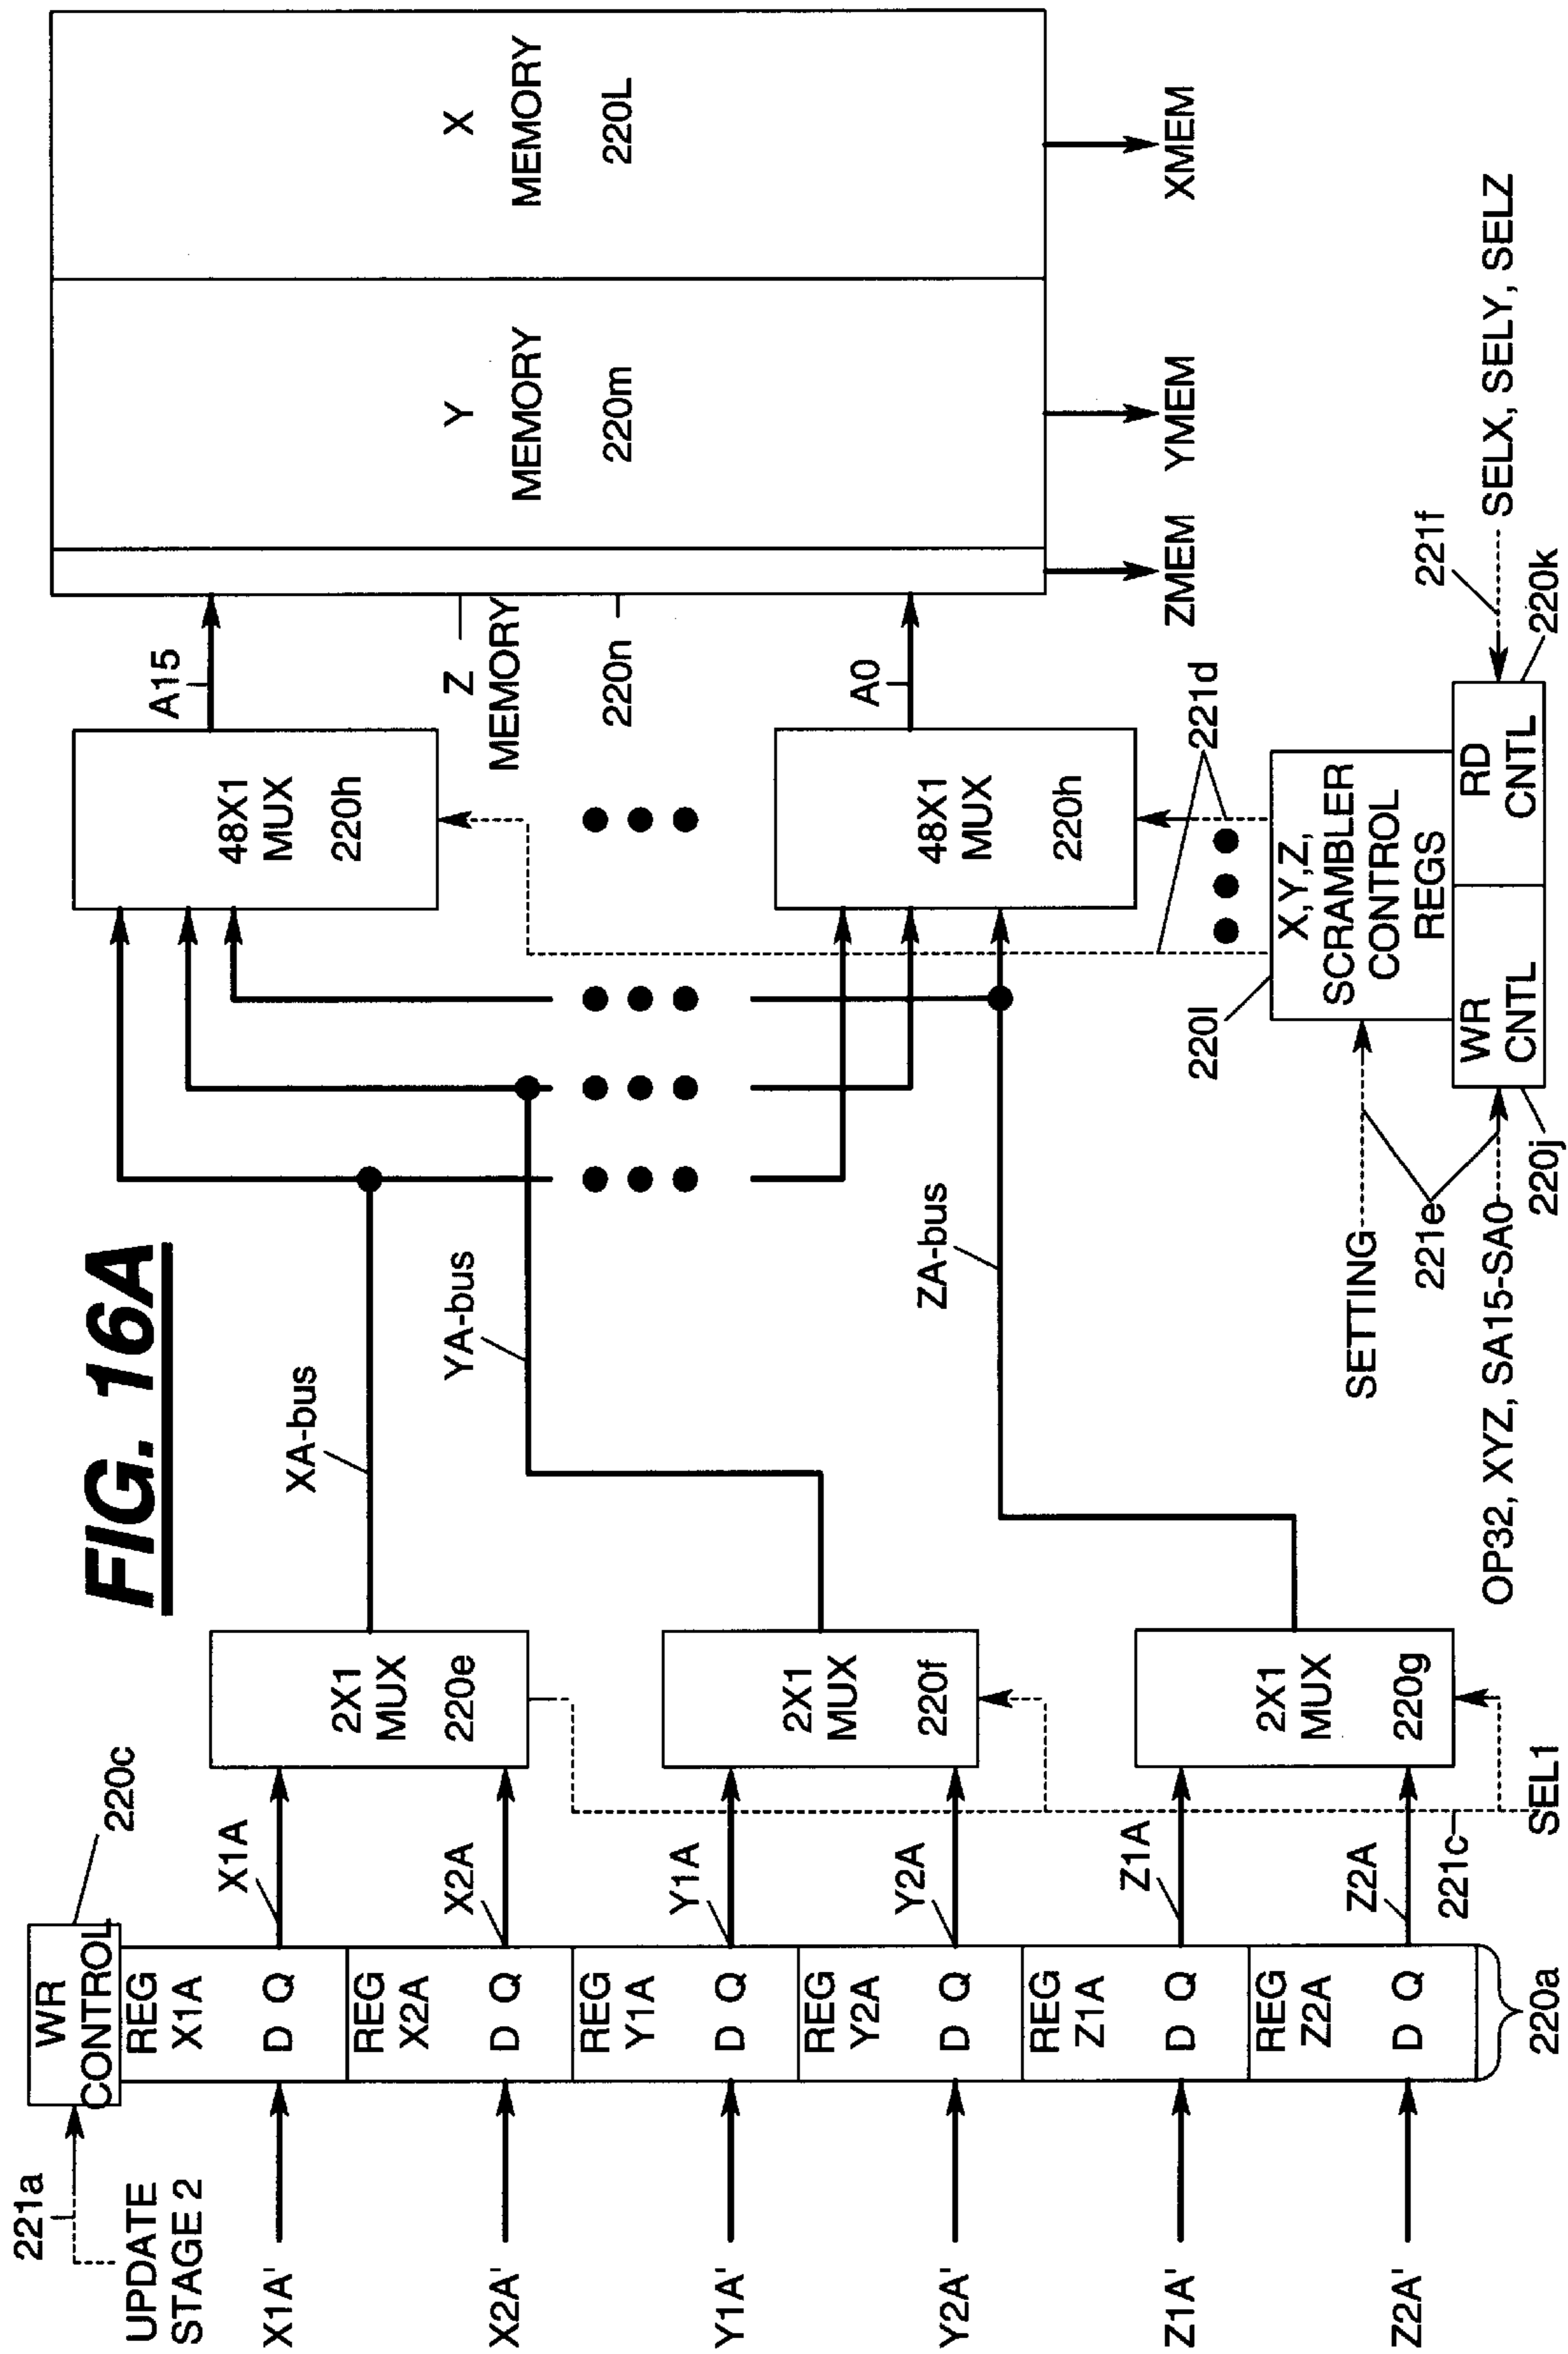 FIG. 16A
221a
UPDATE
STAGE 2
WR
CONTROL
220c
REG
X1A
D Q
REG
X2A
D Q
REG
Y1A
D Q
REG
Y2A
D Q
REG
Z1A
D Q
REG
Z2A
D Q
220a
X1A'
X2A'
Y1A'
Y2A'
Z1A'
Z2A'
X1A
X2A
Y1A
Y2A
Z1A
Z2A
221c
SEL1
2X1
MUX
220e
2X1
MUX
220f
2X1
MUX
220g
XA-bus
YA-bus
ZA-bus
48X1
MUX
220h
48X1
MUX
220h
A15
A0
Z
MEMORY
220n
Y
MEMORY
220m
X
MEMORY
220L
ZMEM
YMEM
XMEM
221d
220I
X,Y,Z,
SCRAMBLER
CONTROL
REGS
WR
CNTL
RD
CNTL
SETTING
221e
OP32, XYZ, SA15-SA0
220j
220k
221f
SELX, SELY, SELZ